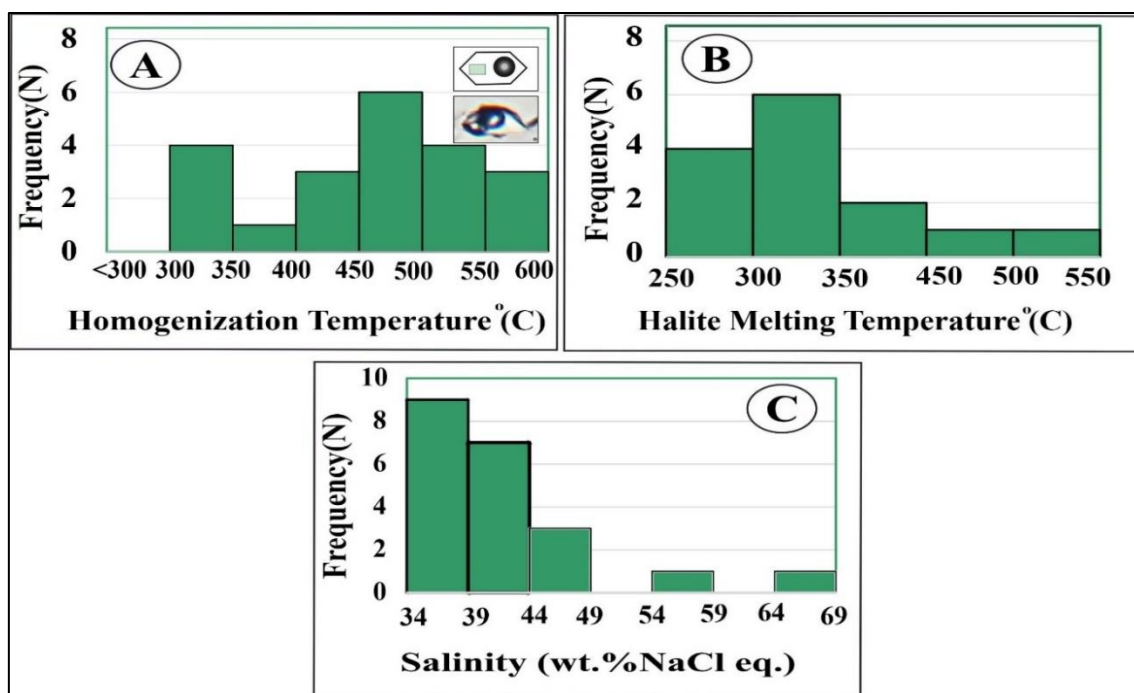 A
Frequency(N)
8
6
4
2
0
<300 300 350 400 450 500 550 600
Homogenization Temperature°(C)
B
Frequency(N)
8
6
4
2
0
250 300 350 450 500 550
Halite Melting Temperature°(C)
C
Frequency(N)
10
8
6
4
2
0
34 39 44 49 54 59 64 69
Salinity (wt.%NaCl eq.)